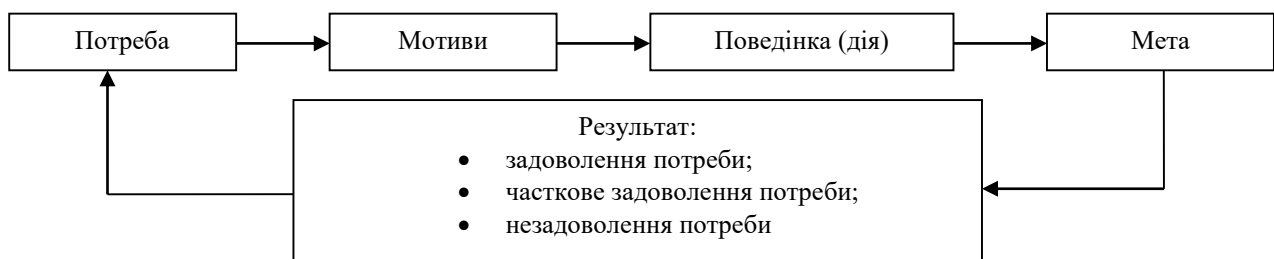 Потреба
Мотиви
Поведінка (дія)
Мета
Результат:
• задоволення потреби;
• часткове задоволення потреби;
• незадоволення потреби